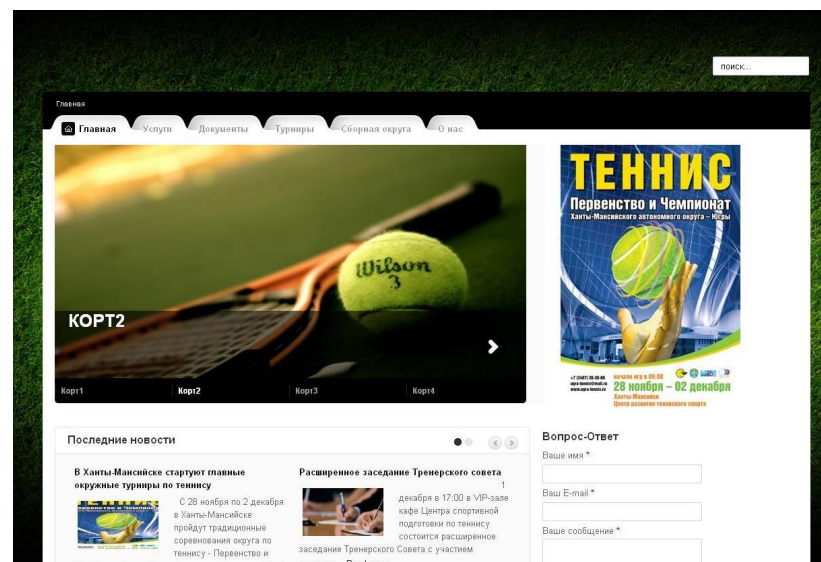 поиск...
Главная
Главная Услуги Документы Турниры Сборная округа О нас
Wilson
3
КОРТ2
Корт1 Корт2 Корт3 Корт4
ТЕННИС
Первенство и Чемпионат
Ханты-Мансийского автономного округа – Югры
начало игр в 09:00
28 ноября – 02 декабря
Ханты-Мансийск
Центр развития теннисного спорта
Последние новости
В Ханты-Мансийске стартуют главные
окружные турниры по теннису
С 28 ноября по 2 декабря
в Ханты-Мансийске
пройдут традиционные
соревнования округа по
теннису - Первенство и
Расширенное заседание Тренерского совета
1
декабря в 17:00 в VIP-зале
кафе Центра спортивной
подготовки по теннису
состоится расширенное
заседание Тренерского Совета с участием
Вопрос-Ответ
Ваше имя *
Ваш E-mail *
Ваше сообщение *